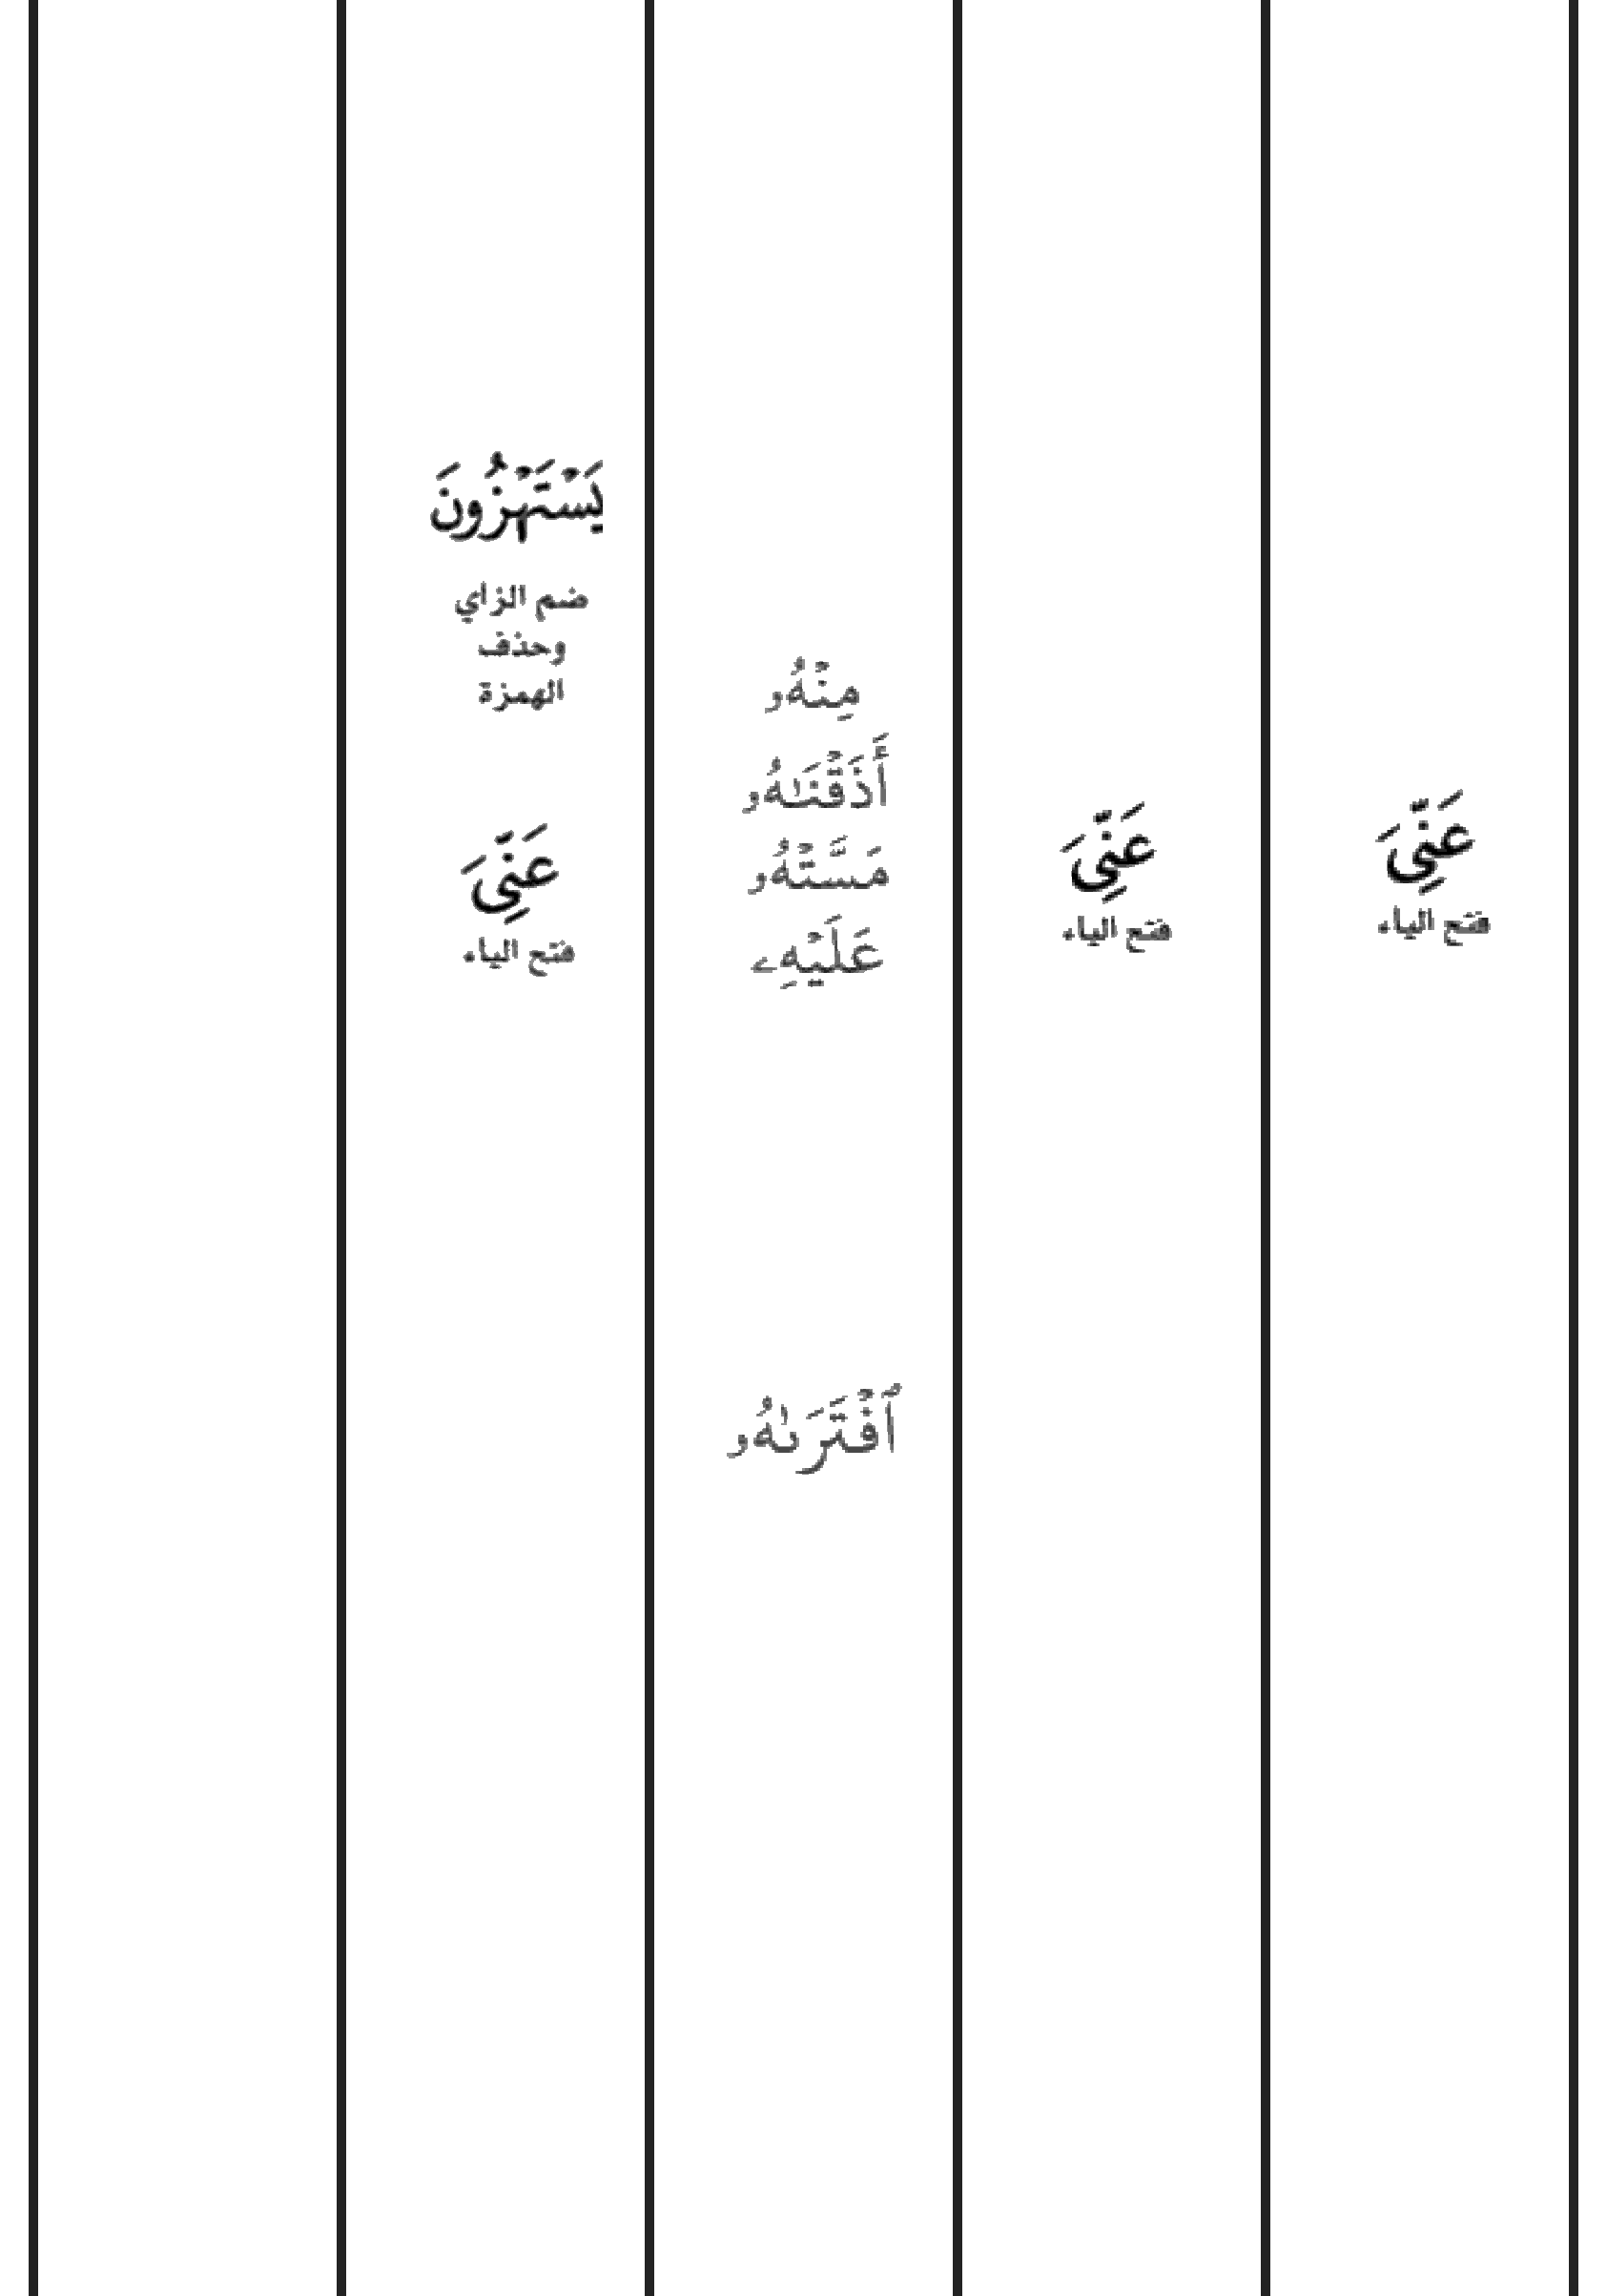 عَنِّىَ
فتح الياء
عَنِّىَ
فتح الياء
مِنۡهُۥ
أَذَقۡنَٰهُۥ
مَسَّتۡهُۥ
عَلَيۡهِۦ
ٱفۡتَرَىٰهُۥ
يَسۡتَهۡزُونَ
ضم الزاي
وحذف
الهمزة
عَنِّىَ
فتح الياء